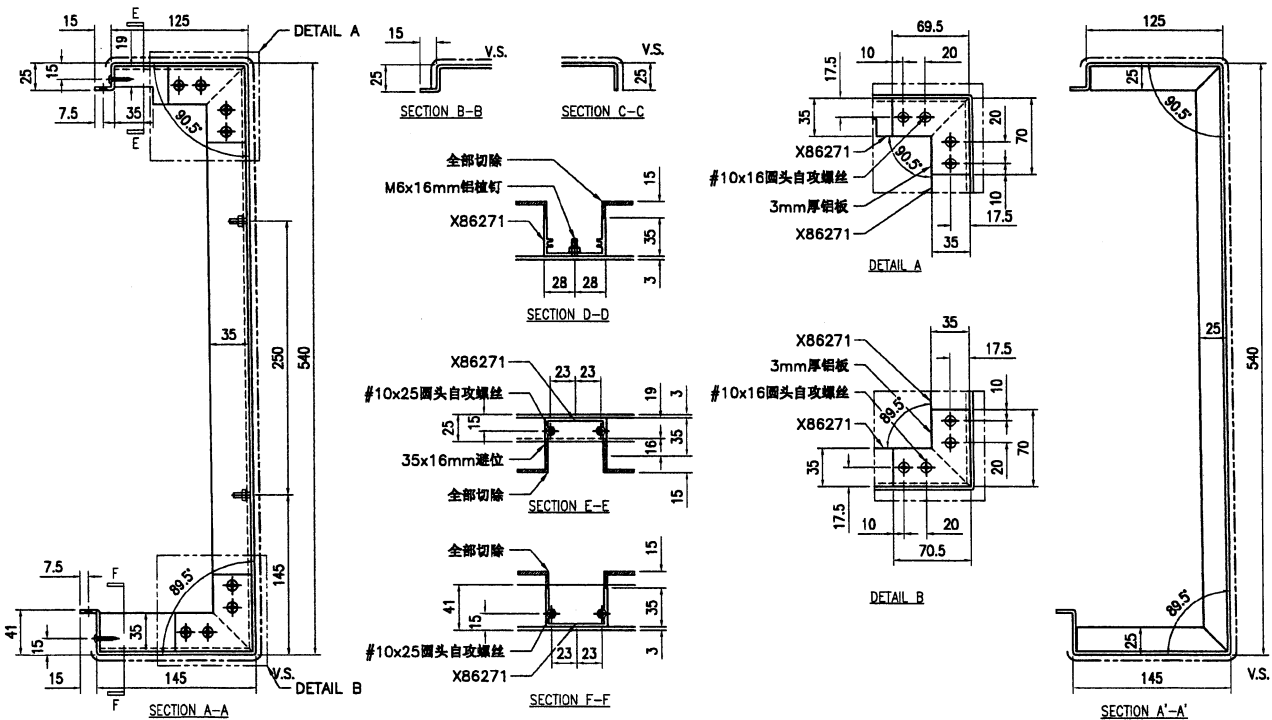 E
15
125
DETAIL A
19
25
15
7.5
35
E
90.5°
35
250
540
7.5
F
89.5°
145
41
15
35
15
F
145
V.S.
DETAIL B
SECTION A-A
15
V.S.
25
SECTION B-B
V.S.
25
SECTION C-C
全部切除
M6x16mm铝植钉
X86271
15
35
3
28
28
SECTION D-D
X86271
23
23
#10x25圆头自攻螺丝
19
3
15
25
35
16
35x16mm避位
全部切除
15
SECTION E-E
全部切除
15
41
15
35
3
#10x25圆头自攻螺丝
23
23
X86271
SECTION F-F
69.5
10
20
17.5
35
20
70
X86271
90.5°
#10x16圆头自攻螺丝
3mm厚铝板
10
X86271
17.5
35
DETAIL A
35
X86271
17.5
3mm厚铝板
10
#10x16圆头自攻螺丝
89.5°
X86271
35
20
70
17.5
10
20
70.5
DETAIL B
125
25
90.5°
25
540
89.5°
25
145
V.S.
SECTION A'-A'